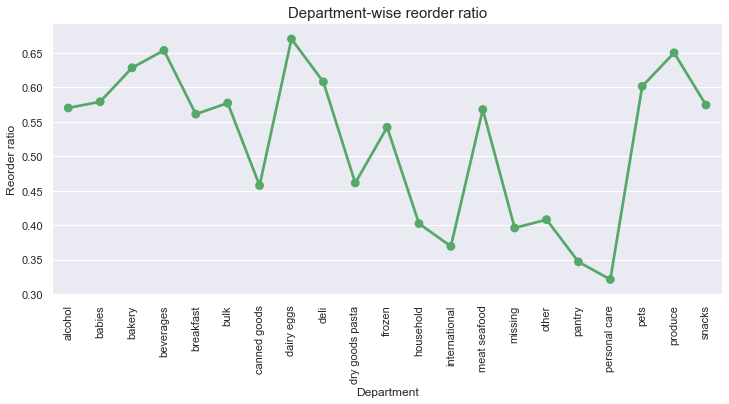 Department-wise reorder ratio
Reorder ratio
0.65
0.60
0.55
0.50
0.45
0.40
0.35
0.30
alcohol
babies
bakery
beverages
breakfast
bulk
canned goods
dairy eggs
deli
dry goods pasta
frozen
household
international
meat seafood
missing
other
pantry
personal care
pets
produce
snacks
Department